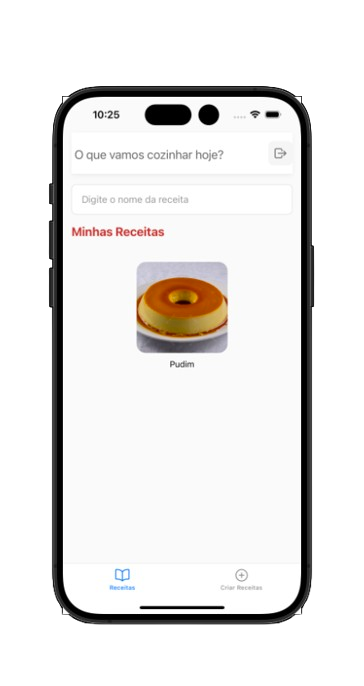 10:25
O que vamos cozinhar hoje?
Digite o nome da receita
Minhas Receitas
Pudim
Receitas
Criar Receitas